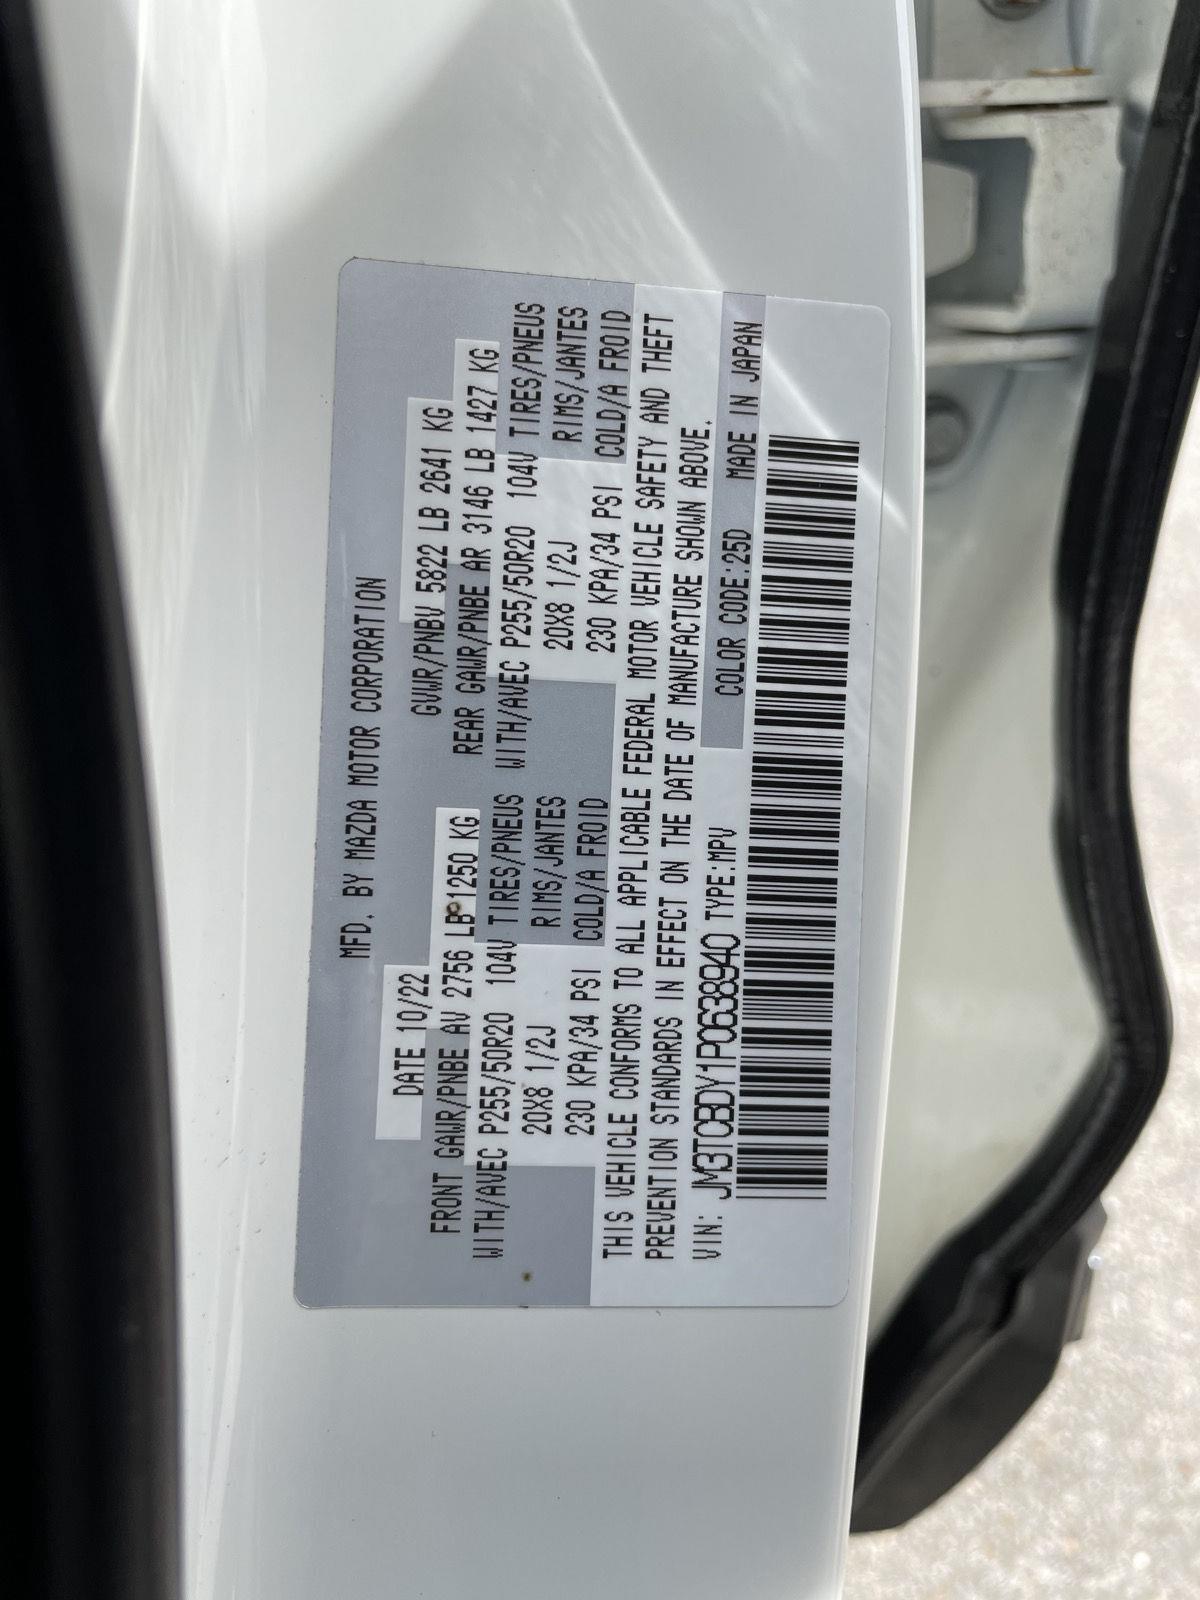 MFD. BY MAZDA MOTOR CORPORATION
DATE 10/22 GVWR/PNBV 5822 LB 2641 KG
FRONT GAWR/PNBE AV 2756 LB 1250 KG REAR GAWR/PNBE AR 3146 LB 1427 KG
WITH/AVEC P255/50R20 104V TIRES/PNEUS WITH/AVEC P255/50R20 104V TIRES/PNEUS
20X8 1/2J RIMS/JANTES 20X8 1/2J RIMS/JANTES
230 KPA/34 PSI COLD/A FROID 230 KPA/34 PSI COLD/A FROID
THIS VEHICLE CONFORMS TO ALL APPLICABLE FEDERAL MOTOR VEHICLE SAFETY AND THEFT
PREVENTION STANDARDS IN EFFECT ON THE DATE OF MANUFACTURE SHOWN ABOVE.
VIN: JM3TCBDY1P0638940 TYPE:MPV COLOR CODE:25D MADE IN JAPAN